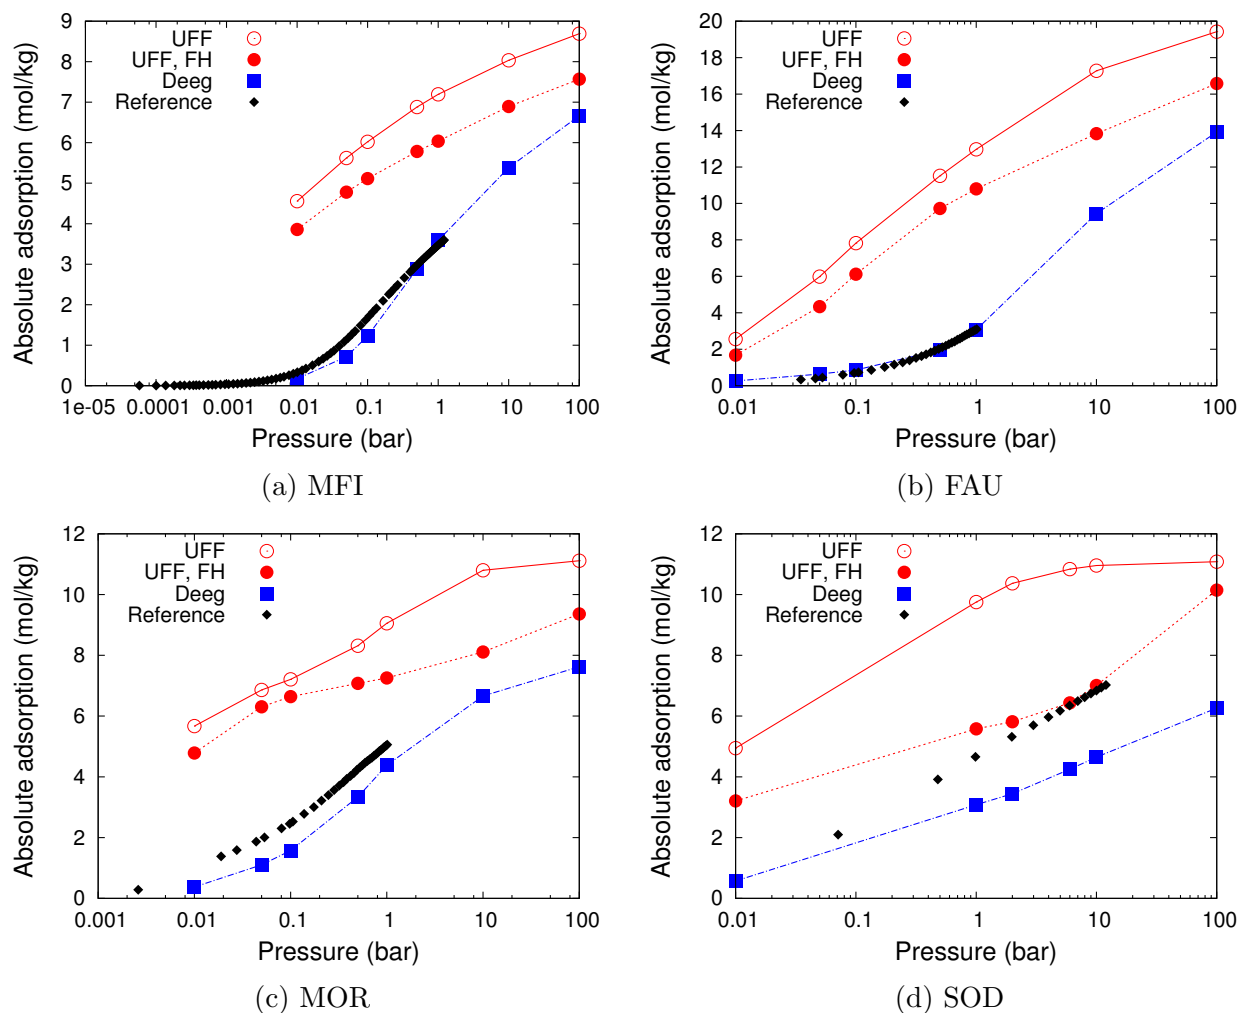 Absolute adsorption (mol/kg)
9
8
7
6
5
4
3
2
1
0
UFF
UFF, FH
Deeg
Reference
1e-05 0.0001 0.001 0.01 0.1 1 10 100
Pressure (bar)
(a) MFI
Absolute adsorption (mol/kg)
20
18
16
14
12
10
8
6
4
2
0
UFF
UFF, FH
Deeg
Reference
0.01 0.1 1 10 100
Pressure (bar)
(b) FAU
Absolute adsorption (mol/kg)
12
10
8
6
4
2
0
UFF
UFF, FH
Deeg
Reference
0.001 0.01 0.1 1 10 100
Pressure (bar)
(c) MOR
Absolute adsorption (mol/kg)
12
10
8
6
4
2
0
UFF
UFF, FH
Deeg
Reference
0.01 0.1 1 10 100
Pressure (bar)
(d) SOD